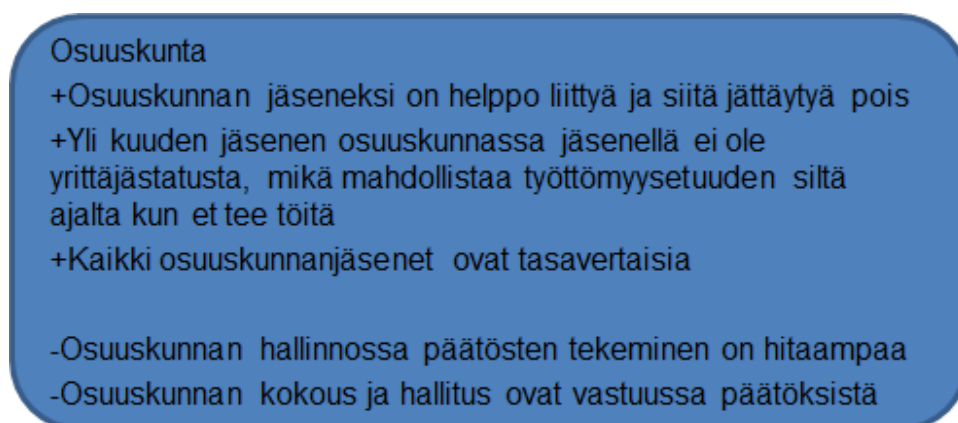 Osuuskunta
+Osuuskunnan jäseneksi on helppo liittyä ja siitä jättäytyä pois
+Yli kuuden jäsenen osuuskunnassa jäsenellä ei ole
yrittäjästatusta, mikä mahdollistaa työttömyysetuuden siltä
ajalta kun et tee töitä
+Kaikki osuuskunnanjäsenet ovat tasavertaisia
-Osuuskunnan hallinnossa päätösten tekeminen on hitaampaa
-Osuuskunnan kokous ja hallitus ovat vastuussa päätöksistä